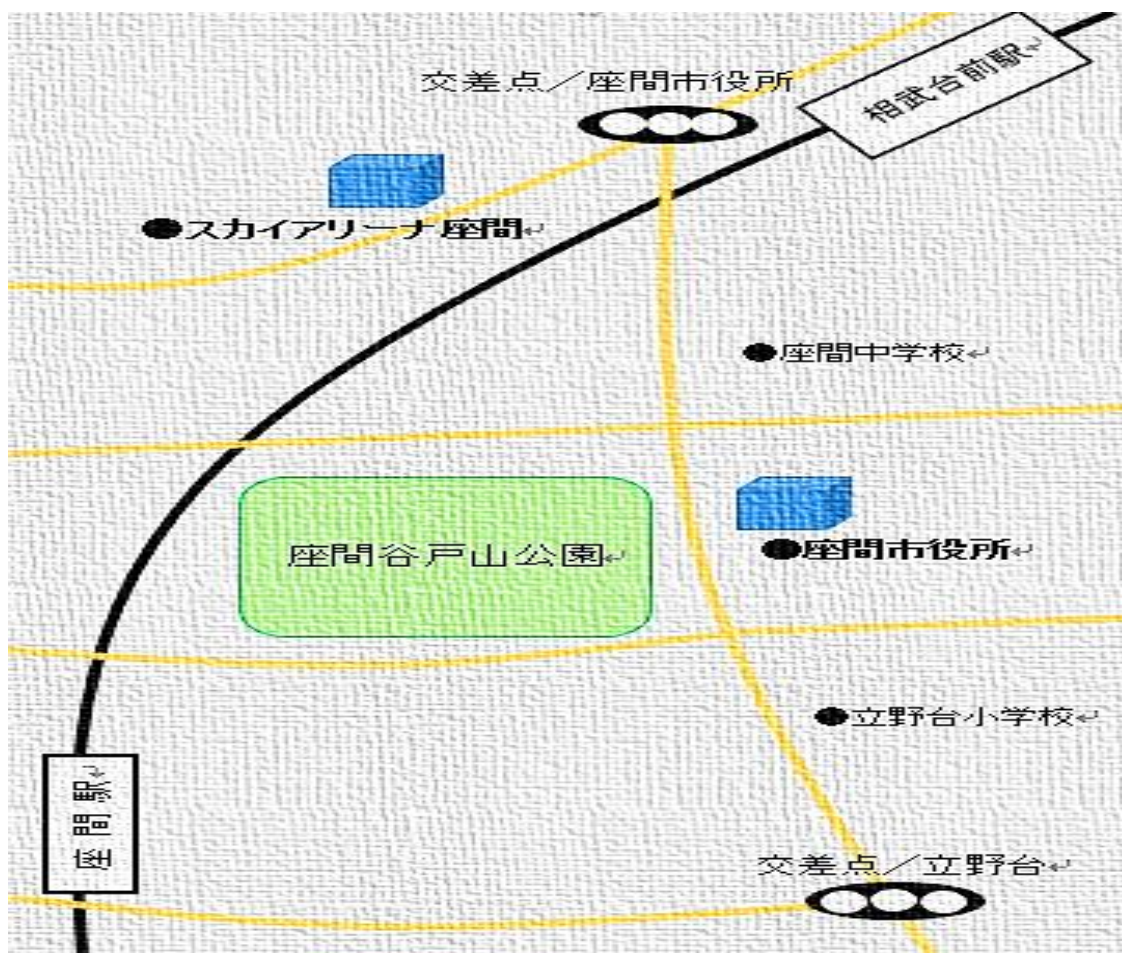 相武台前駅↵
交差点／座間市役所
●スカイアリーナ座間↵
●座間中学校↵
座間谷戸山公園↵
●座間市役所↵
●立野台小学校↵
座間駅↵
交差点／立野台↵